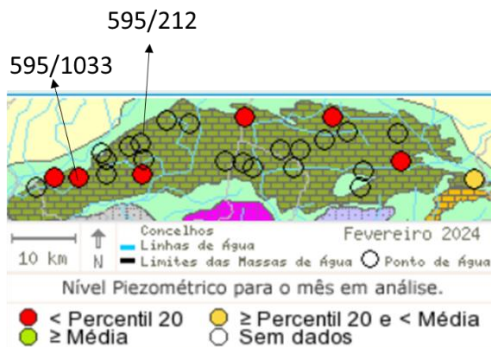 595/212
595/1033
Concelhos
Linhas de Água
Fevereiro 2024
10 km
N
Limites das Massas de Água
Ponto de Água
Nível Piezométrico para o mês em análise.
< Percentil 20
≥ Percentil 20 e < Média
≥ Média
Sem dados